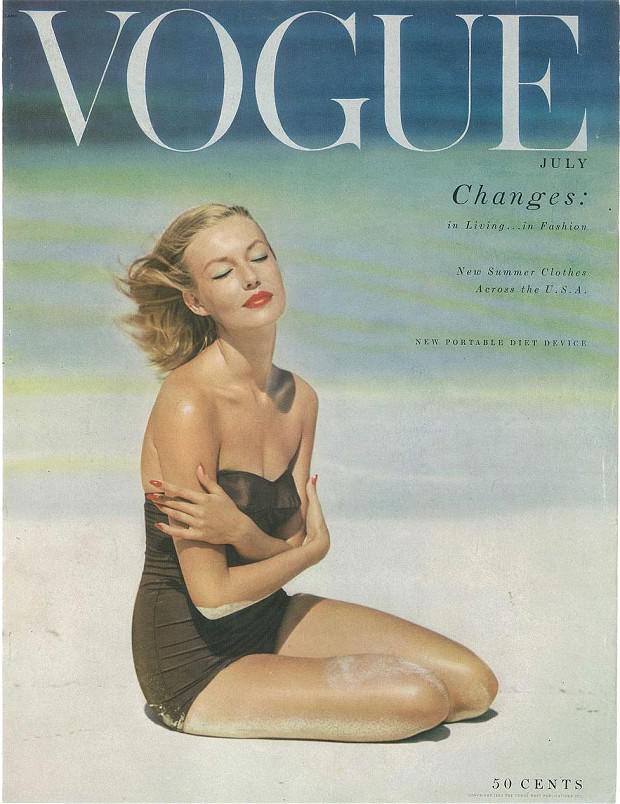 VOGUE
JULY
Changes:
in Living...in Fashion
New Summer Clothes
Across the U.S.A.
NEW PORTABLE DIET DEVICE
50 CENTS